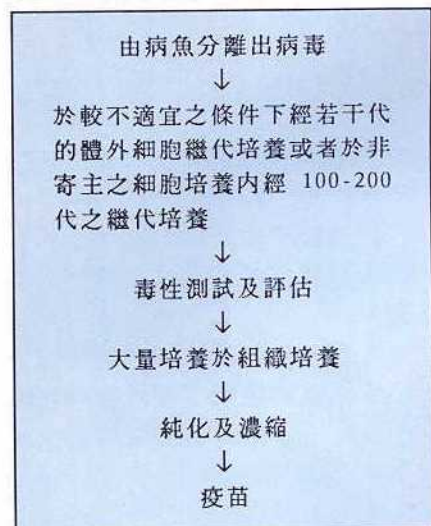 由病魚分離出病毒
↓
於較不適宜之條件下經若干代
的體外細胞繼代培養或者於非
寄主之細胞培養內經 100-200
代之繼代培養
↓
毒性測試及評估
↓
大量培養於組織培養
↓
純化及濃縮
↓
疫苗